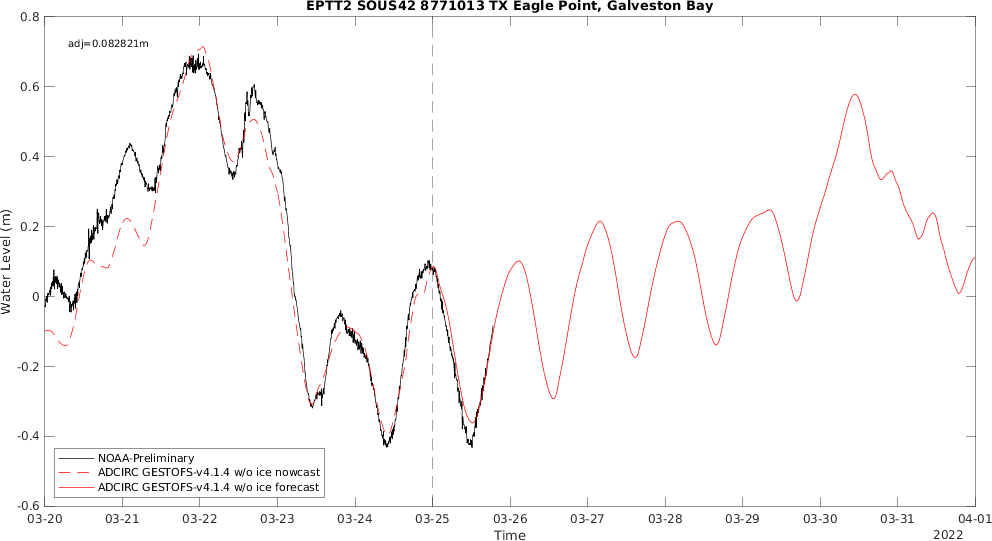 EPTT2 SOUS42 8771013 TX Eagle Point, Galveston Bay
adj=0.082821m
Water Level (m)
0.8
0.6
0.4
0.2
0
-0.2
-0.4
-0.6
NOAA-Preliminary
ADCIRC GESTOFS-v4.1.4 w/o ice nowcast
ADCIRC GESTOFS-v4.1.4 w/o ice forecast
03-20 03-21 03-22 03-23 03-24 03-25 03-26 03-27 03-28 03-29 03-30 03-31 04-01
Time
2022